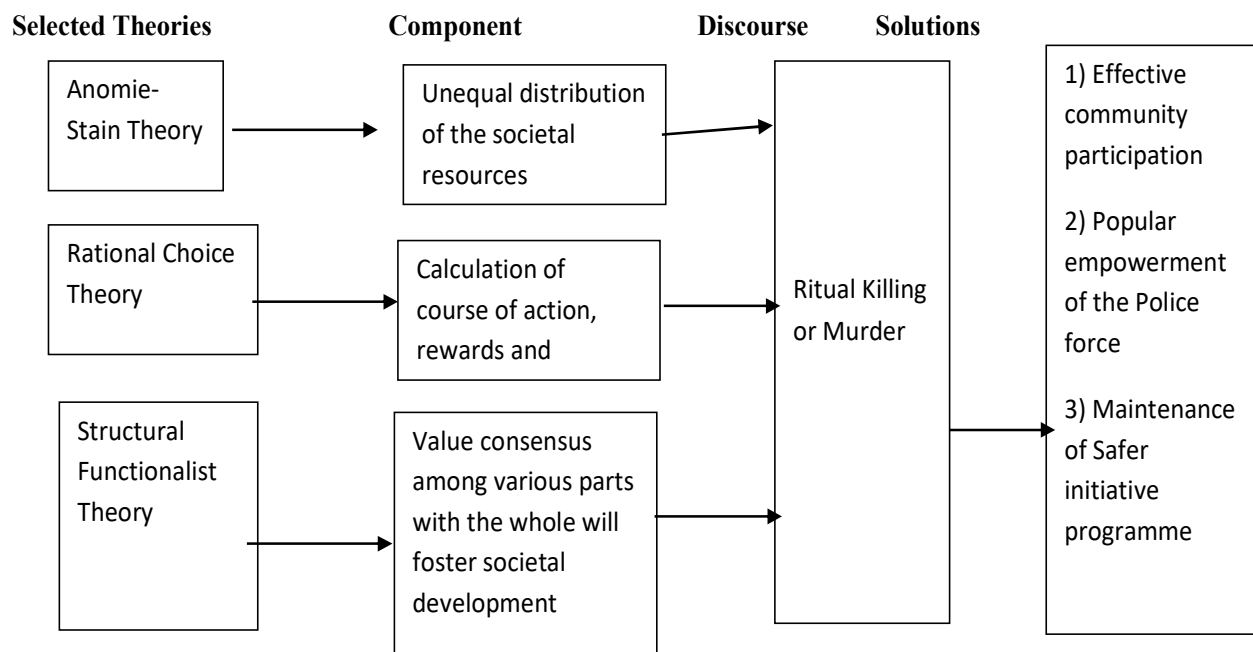 Selected Theories
Component
Discourse
Solutions
Anomie-
Stain Theory
Unequal distribution
of the societal
resources
Rational Choice
Theory
Calculation of
course of action,
rewards and
Structural
Functionalist
Theory
Value consensus
among various parts
with the whole will
foster societal
development
Ritual Killing
or Murder
1) Effective
community
participation
2) Popular
empowerment
of the Police
force
3) Maintenance
of Safer
initiative
programme